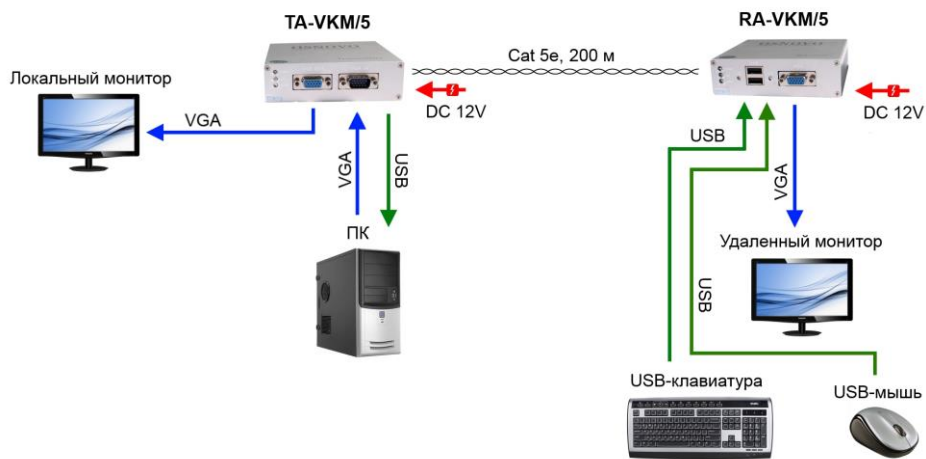 TA-VKM/5
RA-VKM/5
Cat 5e, 200 м
Локальный монитор
DC 12V
DC 12V
VGA
USB
VGA
USB
VGA
ПК
Удаленный монитор
USB
USB-клавиатура
USB-мышь